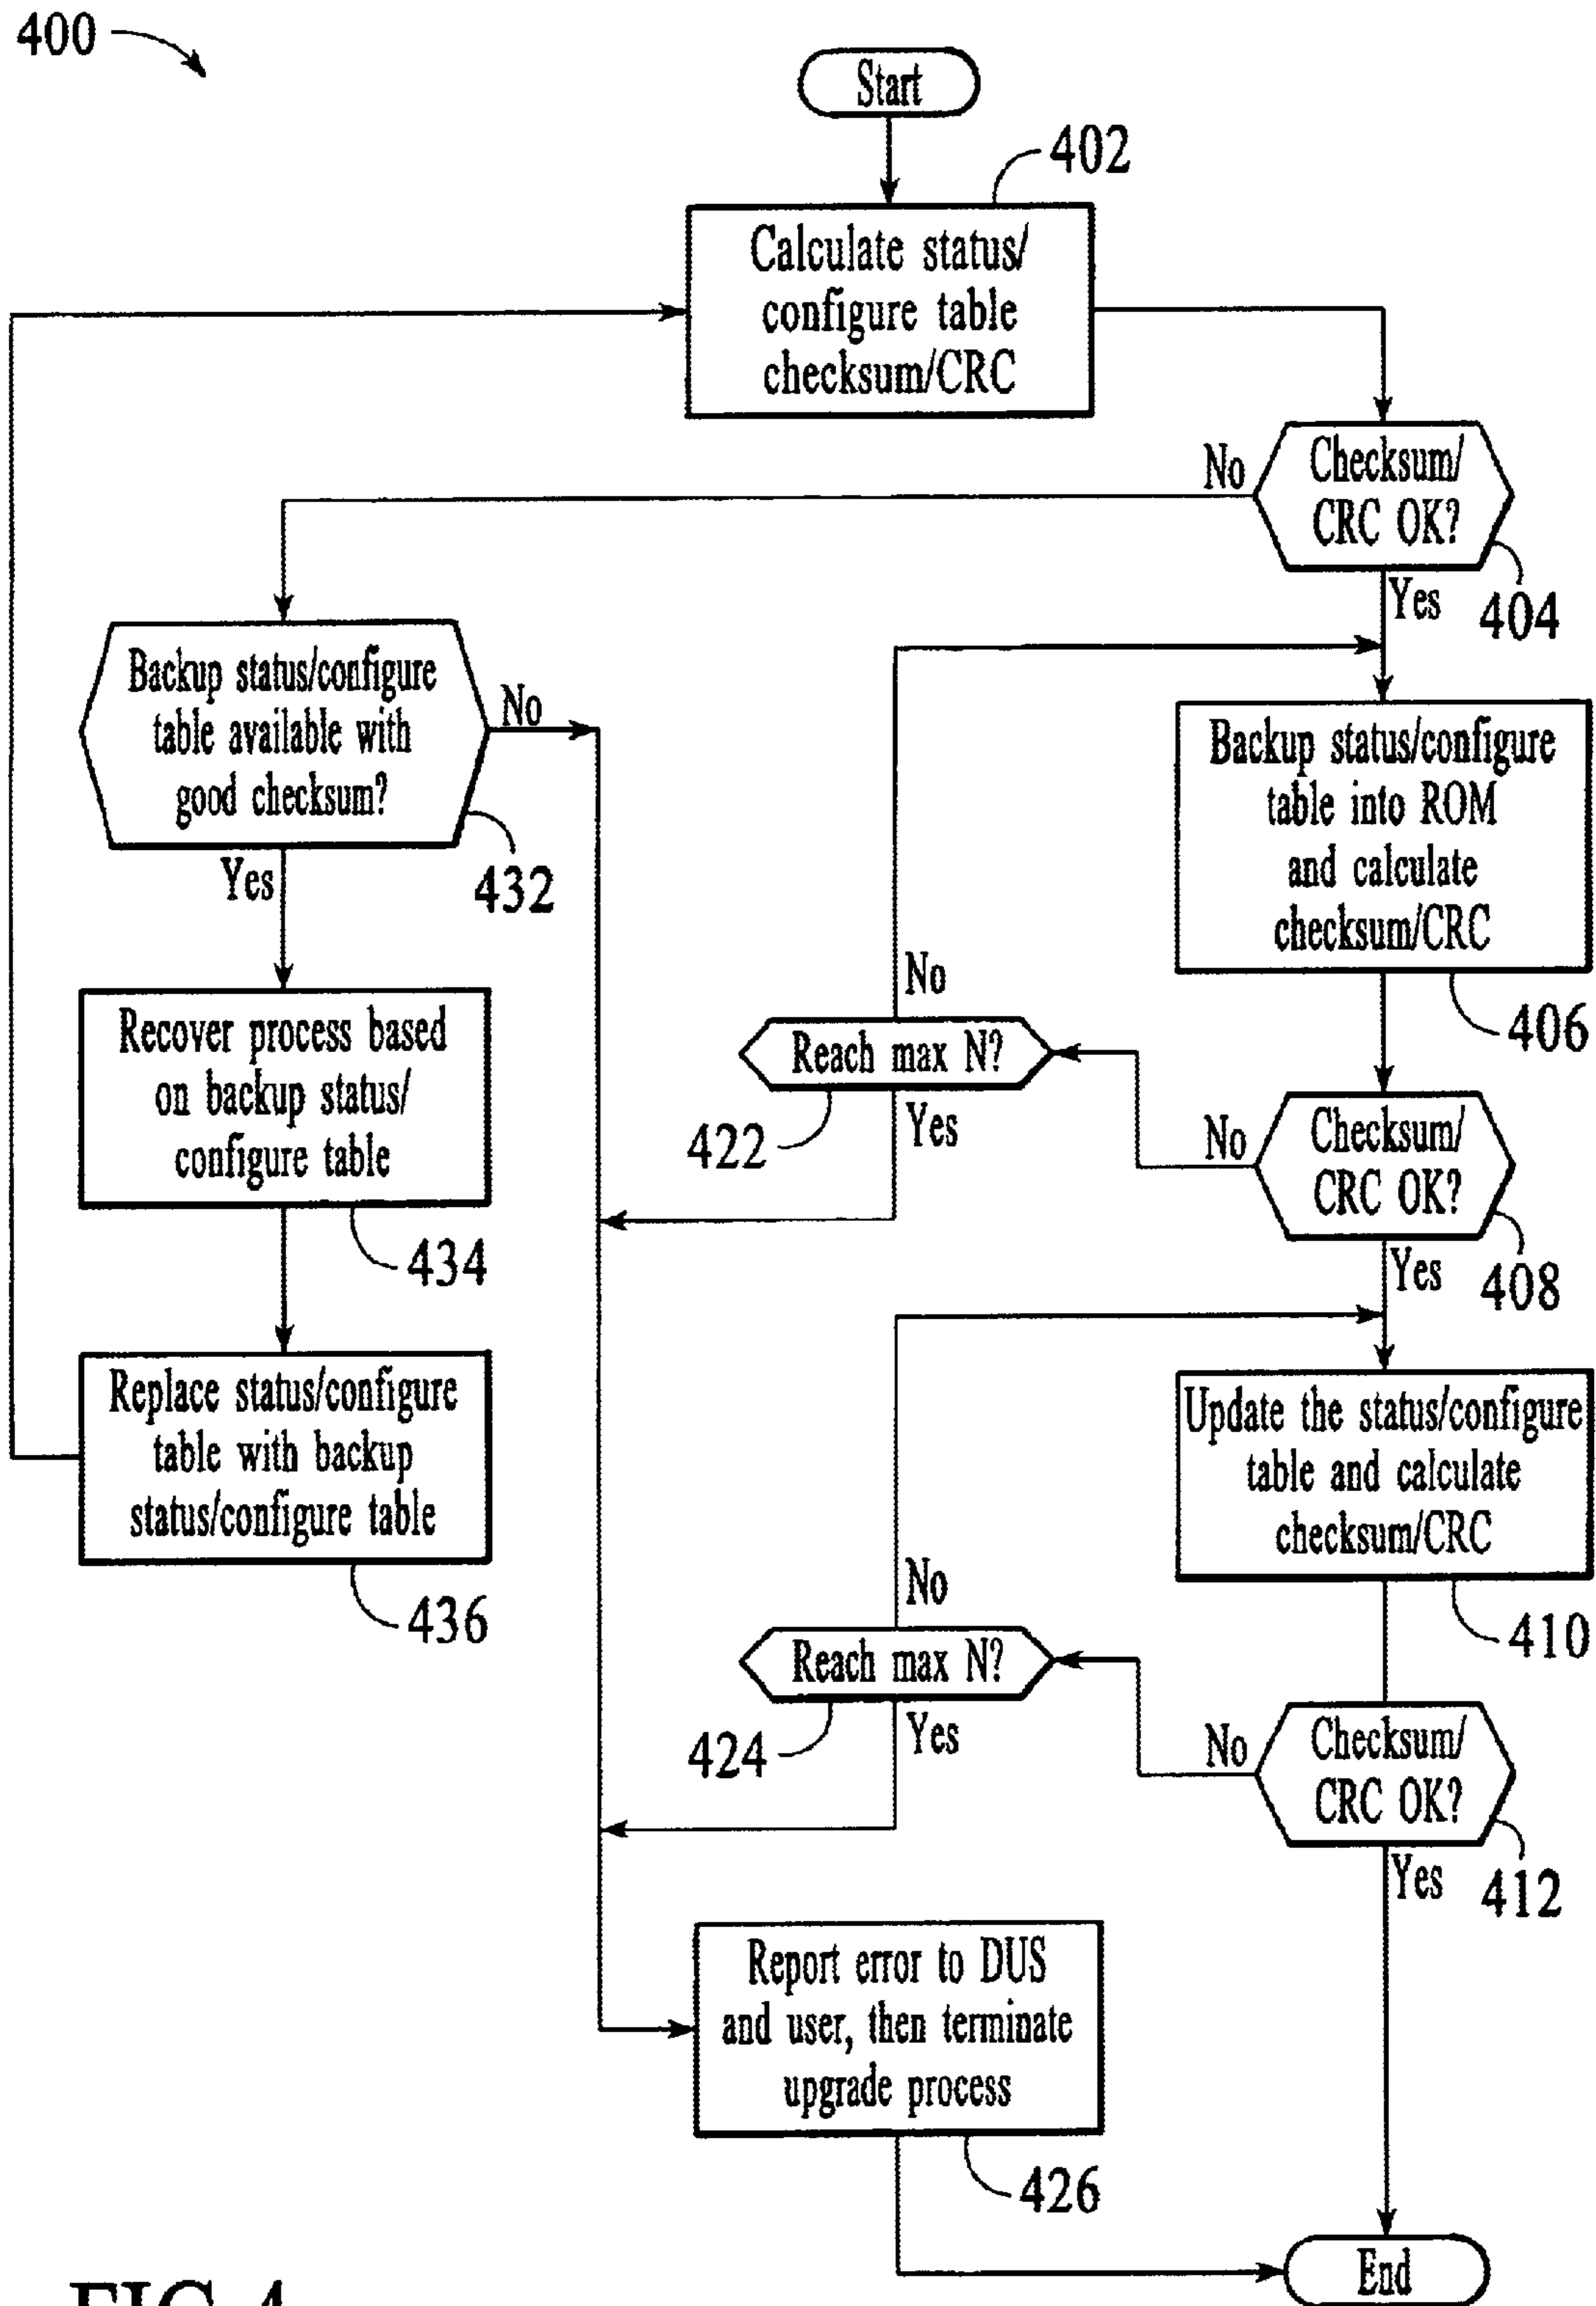 400
Start
402
Calculate status/
configure table
checksum/CRC
No
Checksum/
CRC OK?
Yes
404
Backup status/configure
table available with
good checksum?
No
Yes
432
Backup status/configure
table into ROM
and calculate
checksum/CRC
406
Recover process based
on backup status/
configure table
434
No
Reach max N?
422
Yes
No
Checksum/
CRC OK?
Yes
408
Replace status/configure
table with backup
status/configure table
436
Update the status/configure
table and calculate
checksum/CRC
410
No
Reach max N?
424
Yes
No
Checksum/
CRC OK?
Yes
412
Report error to DUS
and user, then terminate
upgrade process
426
End
FIG.4